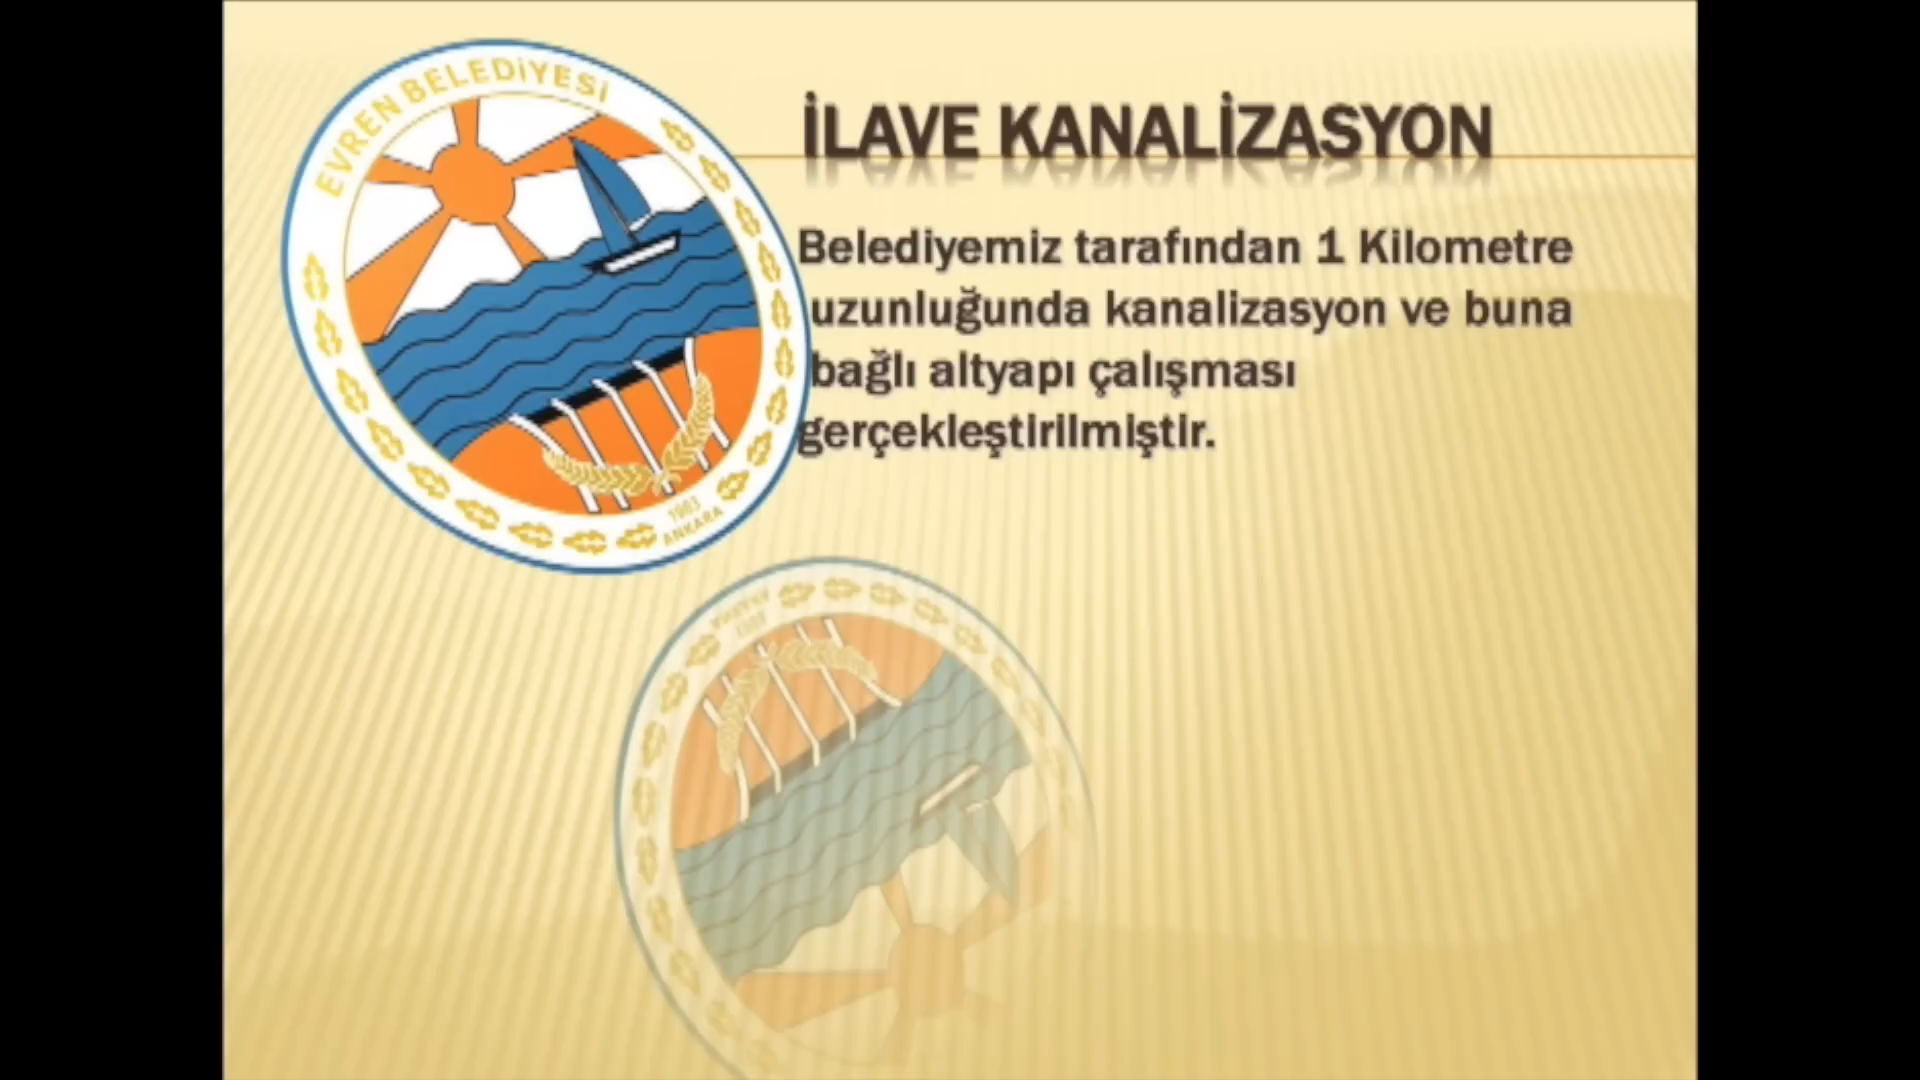 EVREN BELEDİYESİ
İLAVE KANALİZASYON
Belediyemiz tarafından 1 Kilometre
uzunluğunda kanalizasyon ve buna
bağlı altyapı çalışması
gerçekleştirilmiştir.
ANKARA